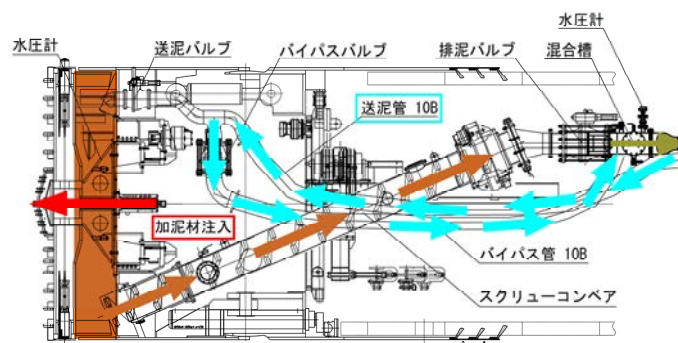 水圧計
水圧計
送泥バルブ
バイパスバルブ
排泥バルブ
混合槽
送泥管 10B
加泥材注入
バイパス管 10B
スクリューコンベア